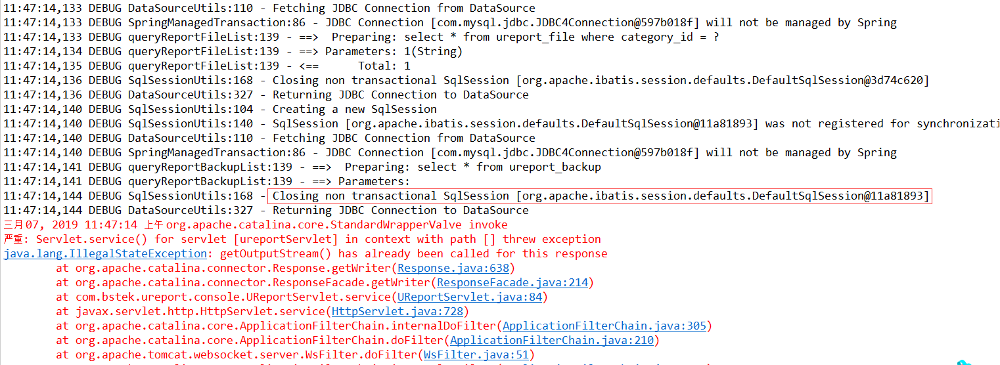 11:47:14,133 DEBUG DataSourceUtils:110 - Fetching JDBC Connection from DataSource
11:47:14,133 DEBUG SpringManagedTransaction:86 - JDBC Connection [com.mysql.jdbc.JDBC4Connection@597b018f] will not be managed by Spring
11:47:14,133 DEBUG queryReportFileList:139 - ==>  Preparing: select * from ureport_file where category_id = ?
11:47:14,134 DEBUG queryReportFileList:139 - ==> Parameters: 1(String)
11:47:14,135 DEBUG queryReportFileList:139 - <==      Total: 1
11:47:14,136 DEBUG SqlSessionUtils:168 - Closing non transactional SqlSession [org.apache.ibatis.session.defaults.DefaultSqlSession@3d74c620]
11:47:14,136 DEBUG DataSourceUtils:327 - Returning JDBC Connection to DataSource
11:47:14,140 DEBUG SqlSessionUtils:104 - Creating a new SqlSession
11:47:14,140 DEBUG SqlSessionUtils:140 - SqlSession [org.apache.ibatis.session.defaults.DefaultSqlSession@11a81893] was not registered for synchronizati
11:47:14,140 DEBUG DataSourceUtils:110 - Fetching JDBC Connection from DataSource
11:47:14,140 DEBUG SpringManagedTransaction:86 - JDBC Connection [com.mysql.jdbc.JDBC4Connection@597b018f] will not be managed by Spring
11:47:14,141 DEBUG queryReportBackupList:139 - ==>  Preparing: select * from ureport_backup
11:47:14,141 DEBUG queryReportBackupList:139 - ==> Parameters:
11:47:14,144 DEBUG SqlSessionUtils:168 - Closing non transactional SqlSession [org.apache.ibatis.session.defaults.DefaultSqlSession@11a81893]
11:47:14,144 DEBUG DataSourceUtils:327 - Returning JDBC Connection to DataSource
三月07, 2019 11:47:14 上午 org.apache.catalina.core.StandardWrapperValve invoke
严重: Servlet.service() for servlet [ureportServlet] in context with path [] threw exception
java.lang.IllegalStateException: getOutputStream() has already been called for this response
at org.apache.catalina.connector.Response.getWriter(Response.java:638)
at org.apache.catalina.connector.ResponseFacade.getWriter(ResponseFacade.java:214)
at com.bstek.ureport.console.UReportServlet.service(UReportServlet.java:84)
at javax.servlet.http.HttpServlet.service(HttpServlet.java:728)
at org.apache.catalina.core.ApplicationFilterChain.internalDoFilter(ApplicationFilterChain.java:305)
at org.apache.catalina.core.ApplicationFilterChain.doFilter(ApplicationFilterChain.java:210)
at org.apache.tomcat.websocket.server.WsFilter.doFilter(WsFilter.java:51)